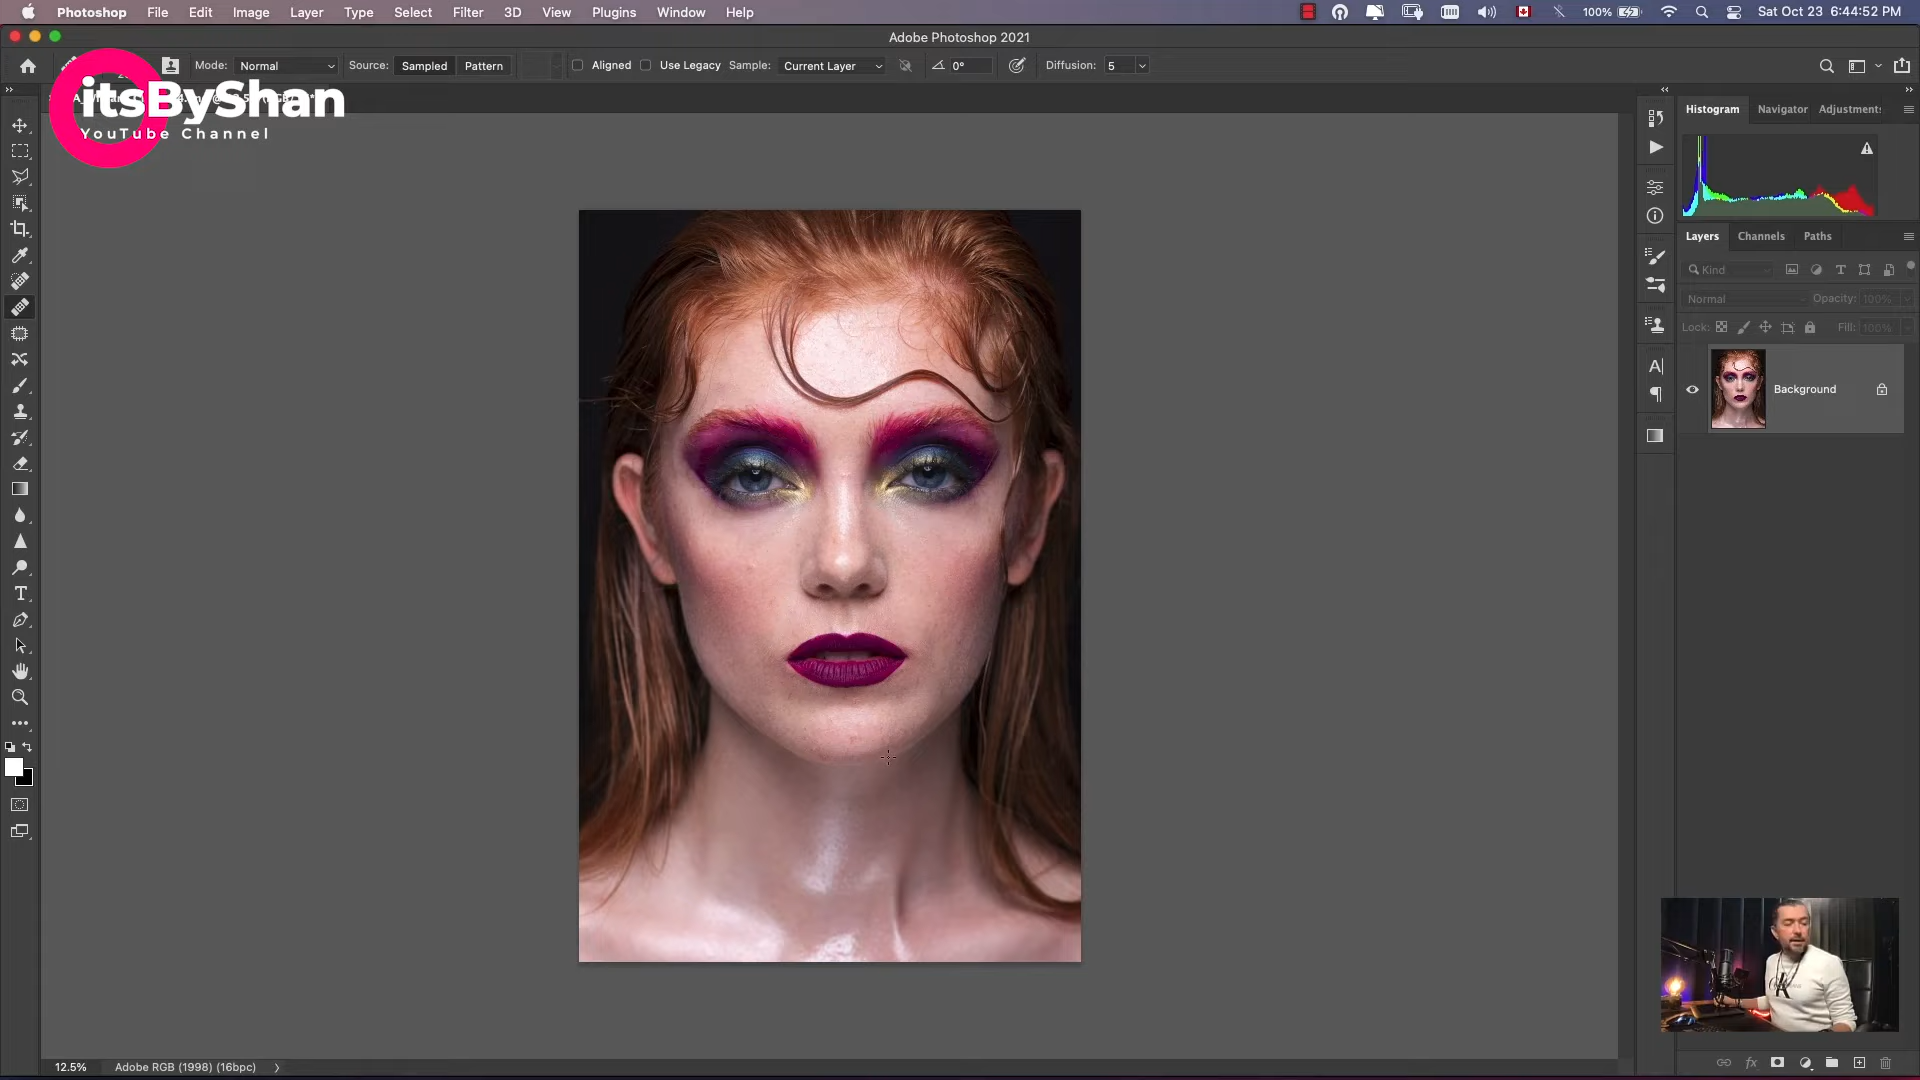 Photoshop File Edit Image Layer Type Select Filter 3D View Plugins Window Help 100% Sat Oct 23 6:44:52 PM
Adobe Photoshop 2021
Mode: Normal Source: Sampled Pattern Aligned Use Legacy Sample: Current Layer 0° Diffusion: 5
itsByShan
YouTube Channel
Histogram Navigator Adjustments
Layers Channels Paths
Kind
Normal Opacity: 100%
Lock: Fill: 100%
Background
12.5% Adobe RGB (1998) (16bpc)